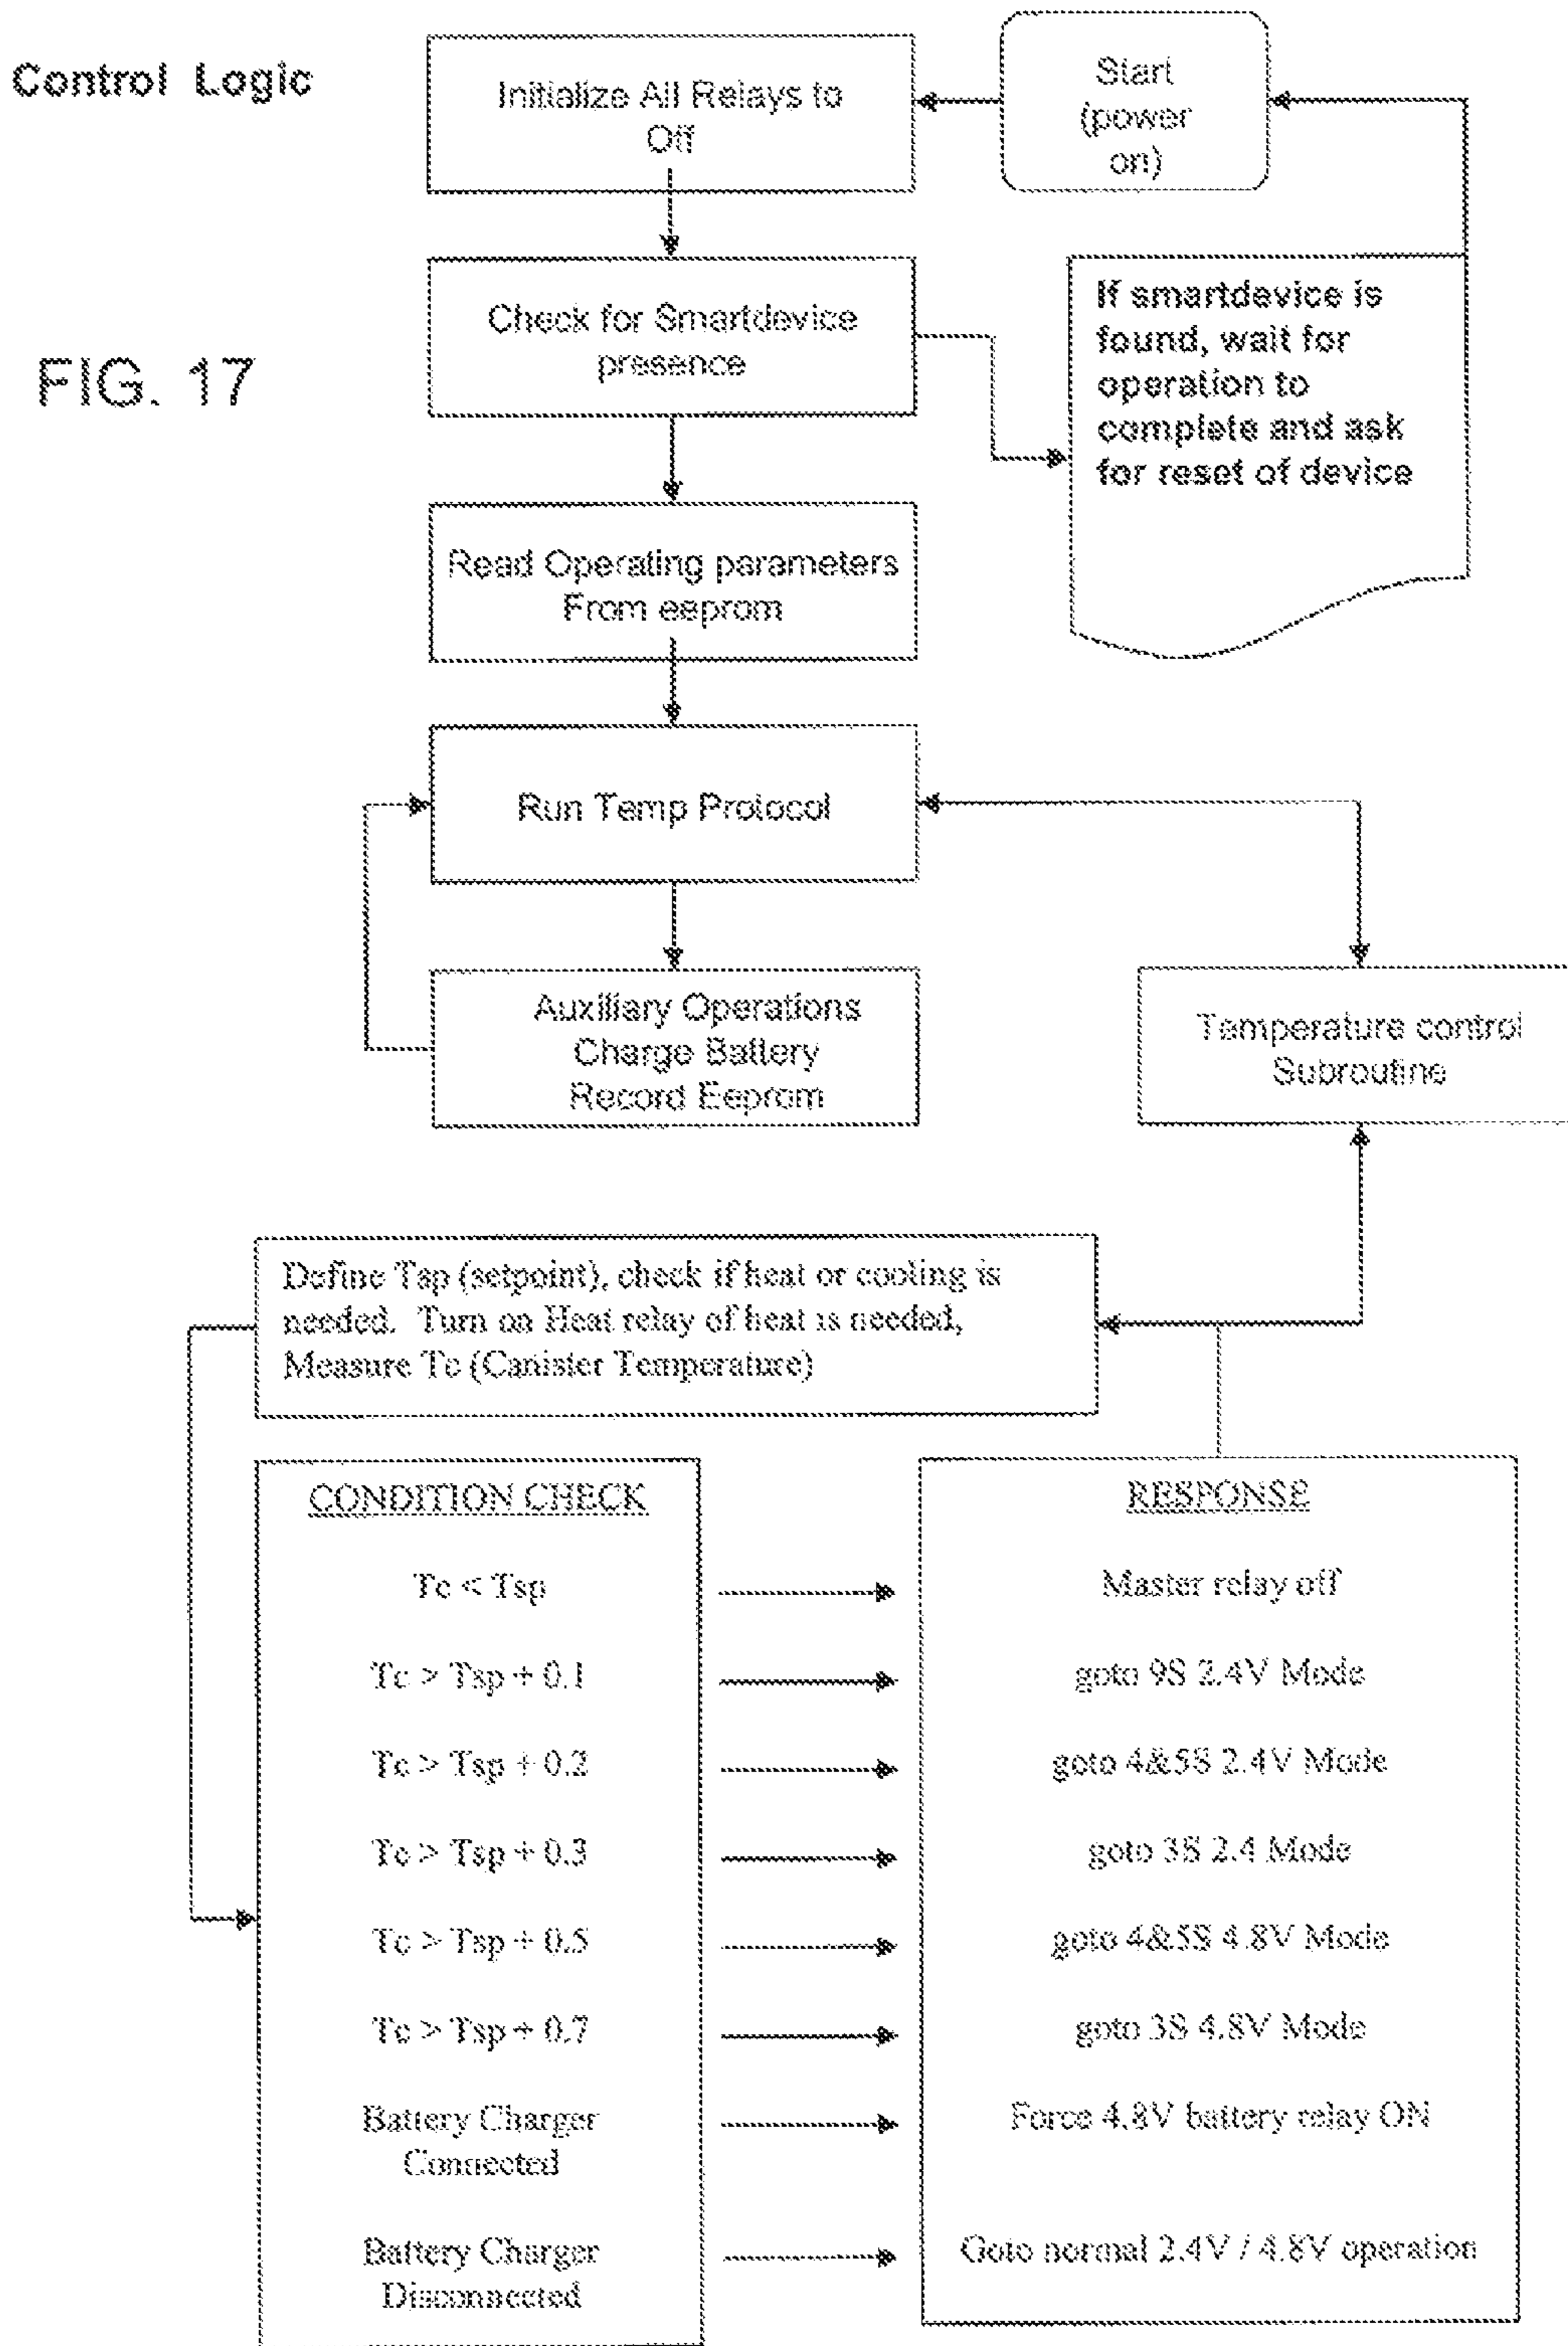 Control Logic
Initialize All Relays to
Off
Start
(power
on)
FIG. 17
Check for Smartdevice
presence
If smartdevice is
found, wait for
operation to
complete and ask
for reset of device
Read Operating parameters
From eeprom
Run Temp Protocol
Auxiliary Operations
Charge Battery
Record Eeprom
Temperature control
Subroutine
Define Tsp (setpoint), check if heat or cooling is
needed. Turn on Heat relay of heat is needed,
Measure Tc (Canister Temperature)
CONDITION CHECK
RESPONSE
Tc < Tsp
Master relay off
Tc > Tsp + 0.1
goto 9S 2.4V Mode
Tc > Tsp + 0.2
goto 4&5S 2.4V Mode
Tc > Tsp + 0.3
goto 3S 2.4 Mode
Tc > Tsp + 0.5
goto 4&5S 4.8V Mode
Tc > Tsp + 0.7
goto 3S 4.8V Mode
Battery Charger
Connected
Force 4.8V battery relay ON
Battery Charger
Disconnected
Goto normal 2.4V / 4.8V operation